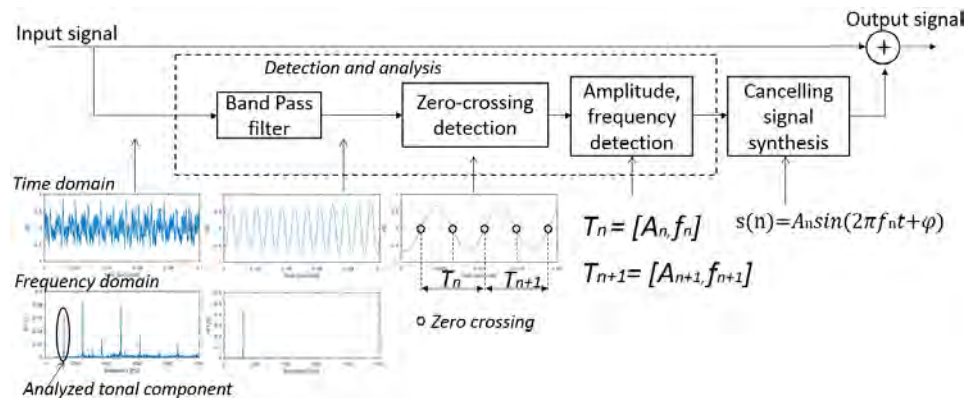 Input signal
Output signal
+
Detection and analysis
Band Pass
filter
Zero-crossing
detection
Amplitude,
frequency
detection
Cancelling
signal
synthesis
Time domain
Tn = [An, fn]
Tn+1 = [An+1, fn+1]
s(n)=Ansin(2πfnt+φ)
Frequency domain
Tn
Tn+1
Zero crossing
Analyzed tonal component